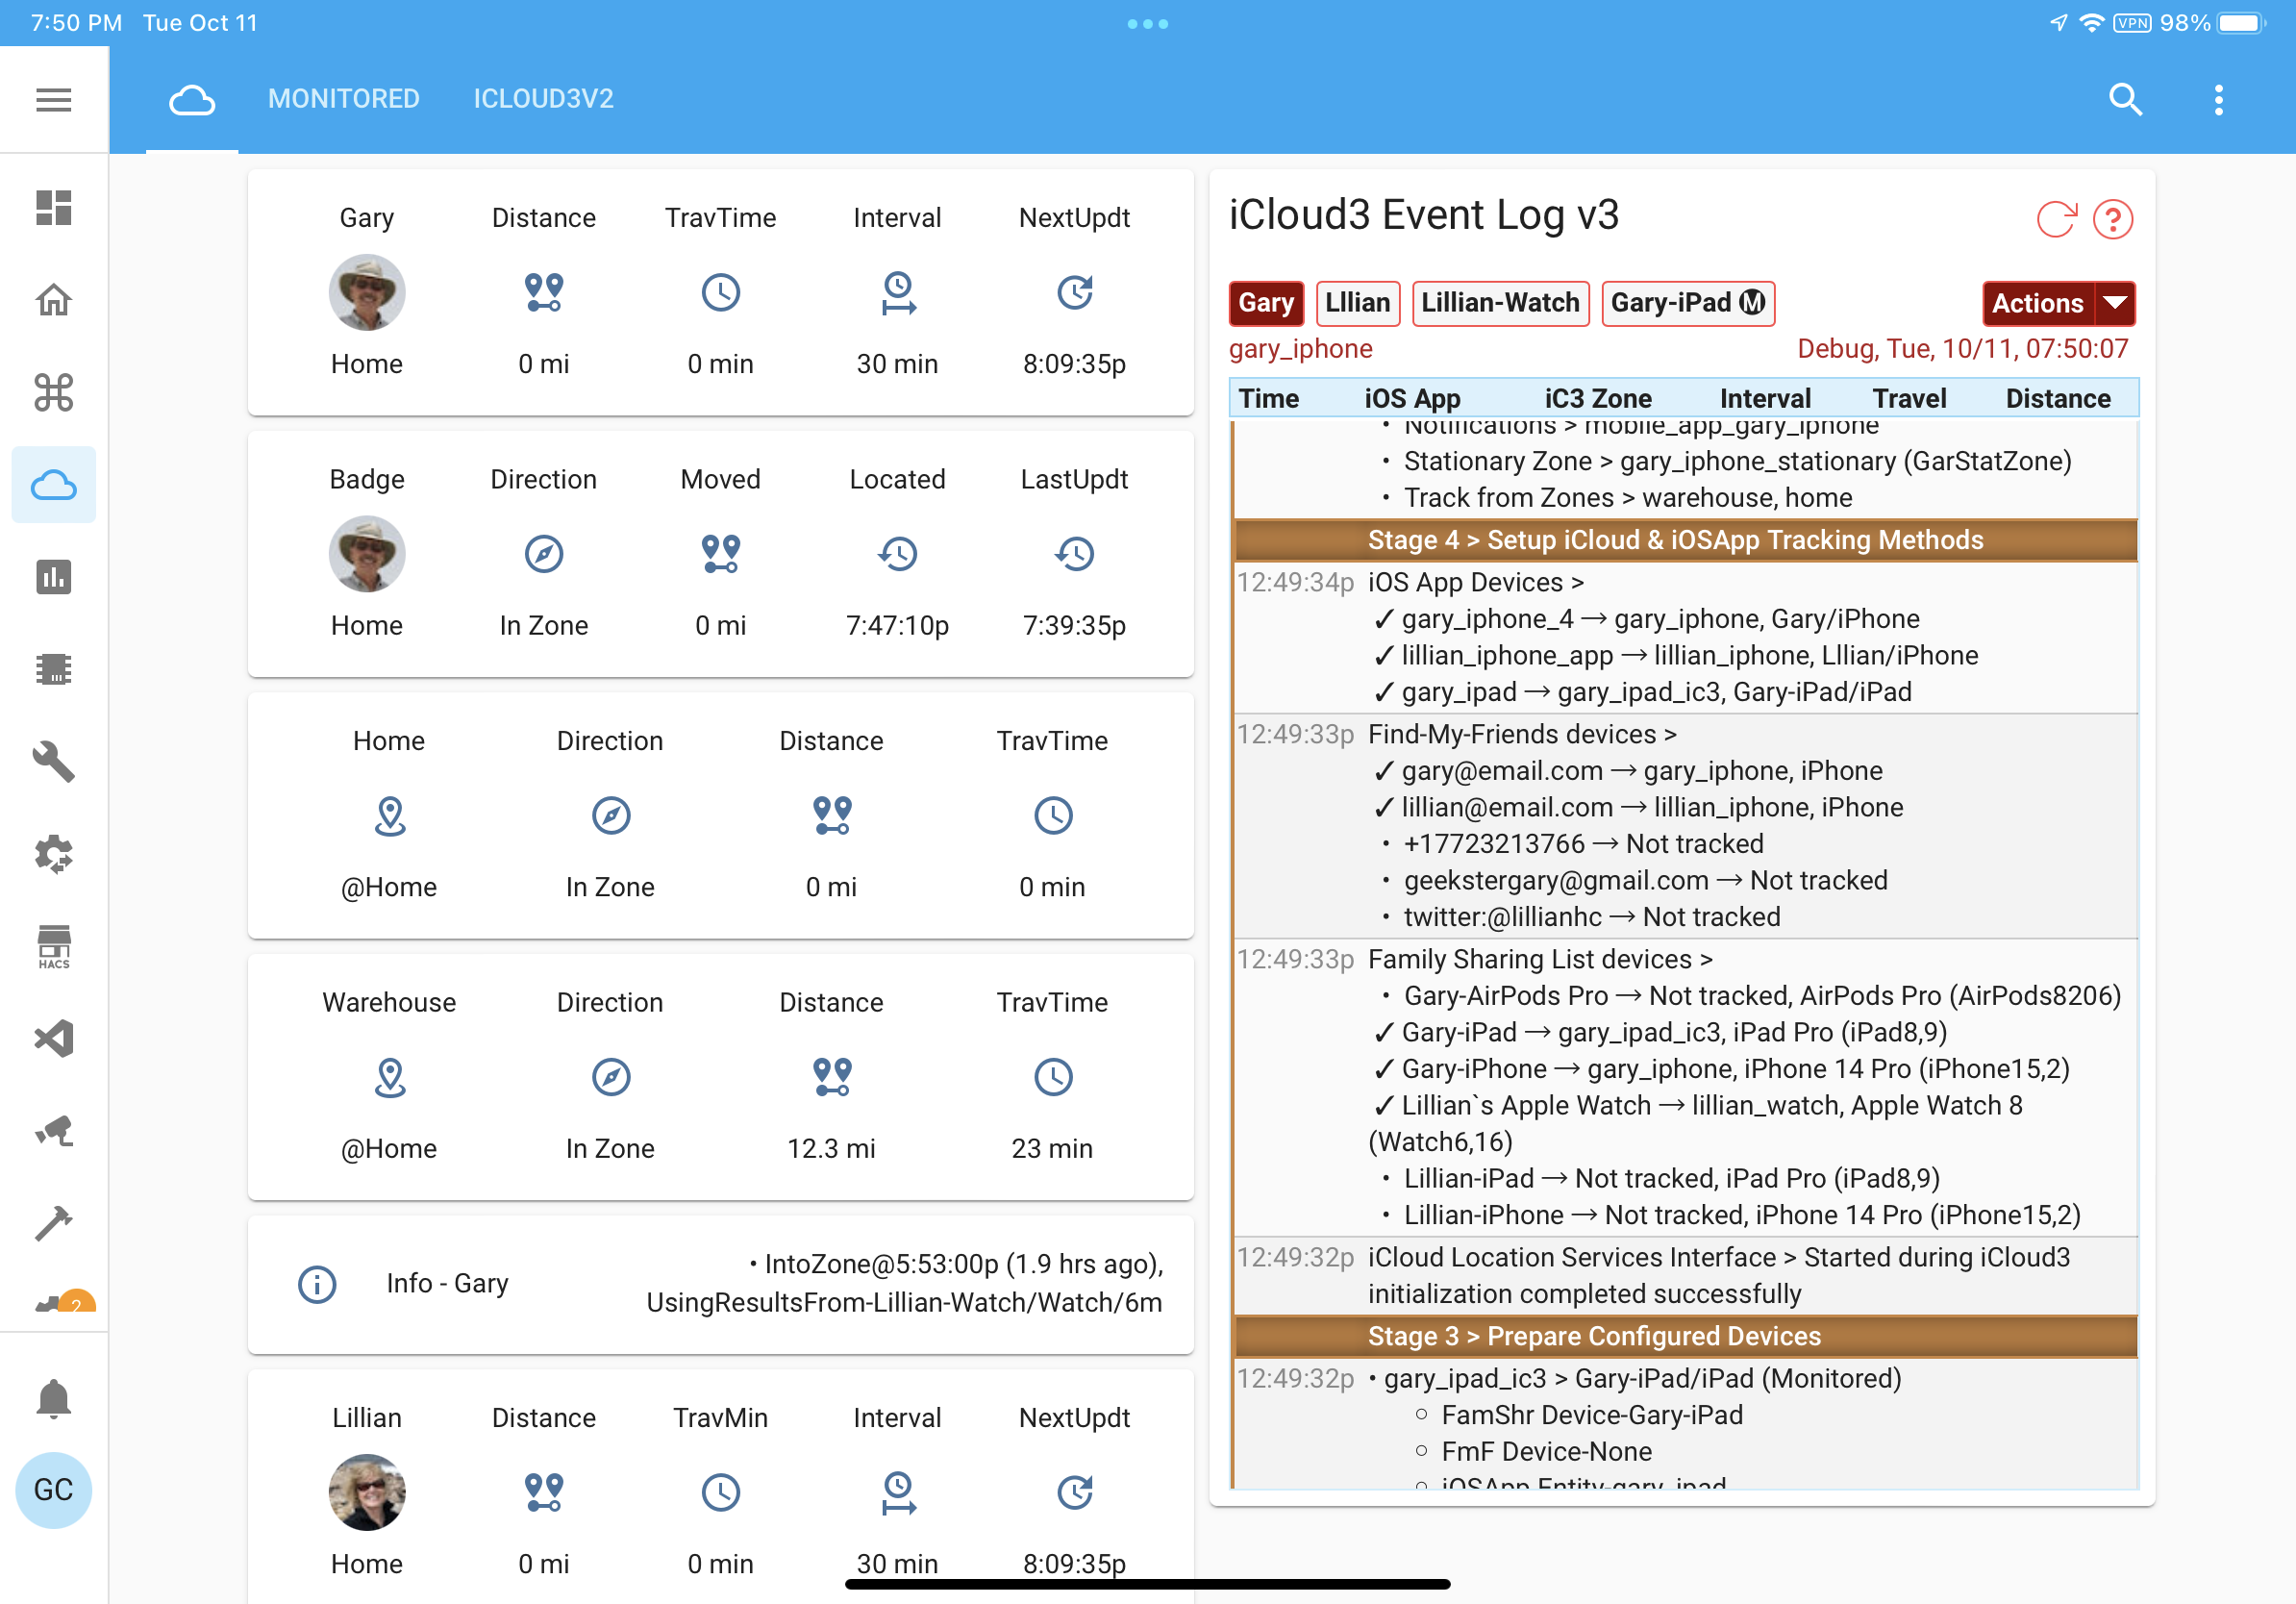 7:50 PM Tue Oct 11
VPN 98%
MONITORED ICLOUD3V2
Gary Distance TravTime Interval NextUpdt
Home 0 mi 0 min 30 min 8:09:35p
Badge Direction Moved Located LastUpdt
Home In Zone 0 mi 7:47:10p 7:39:35p
Home Direction Distance TravTime
@Home In Zone 0 mi 0 min
Warehouse Direction Distance TravTime
@Home In Zone 12.3 mi 23 min
Info - Gary
• IntoZone@5:53:00p (1.9 hrs ago),
UsingResultsFrom-Lillian-Watch/Watch/6m
Lillian Distance TravMin Interval NextUpdt
Home 0 mi 0 min 30 min 8:09:35p
HACS
2
GC
iCloud3 Event Log v3
?
Gary Lllian Lillian-Watch Gary-iPad Ⓜ Actions
gary_iphone Debug, Tue, 10/11, 07:50:07
Time iOS App iC3 Zone Interval Travel Distance
• Notifications > mobile_app_gary_iphone
• Stationary Zone > gary_iphone_stationary (GarStatZone)
• Track from Zones > warehouse, home
Stage 4 > Setup iCloud & iOSApp Tracking Methods
12:49:34p iOS App Devices >
✓ gary_iphone_4 → gary_iphone, Gary/iPhone
✓ lillian_iphone_app → lillian_iphone, Lllian/iPhone
✓ gary_ipad → gary_ipad_ic3, Gary-iPad/iPad
12:49:33p Find-My-Friends devices >
✓ gary@email.com → gary_iphone, iPhone
✓ lillian@email.com → lillian_iphone, iPhone
• +17723213766 → Not tracked
• geekstergary@gmail.com → Not tracked
• twitter:@lillianhc → Not tracked
12:49:33p Family Sharing List devices >
• Gary-AirPods Pro → Not tracked, AirPods Pro (AirPods8206)
✓ Gary-iPad → gary_ipad_ic3, iPad Pro (iPad8,9)
✓ Gary-iPhone → gary_iphone, iPhone 14 Pro (iPhone15,2)
✓ Lillian`s Apple Watch → lillian_watch, Apple Watch 8
(Watch6,16)
• Lillian-iPad → Not tracked, iPad Pro (iPad8,9)
• Lillian-iPhone → Not tracked, iPhone 14 Pro (iPhone15,2)
12:49:32p iCloud Location Services Interface > Started during iCloud3
initialization completed successfully
Stage 3 > Prepare Configured Devices
12:49:32p • gary_ipad_ic3 > Gary-iPad/iPad (Monitored)
○ FamShr Device-Gary-iPad
○ FmF Device-None
○ iOSApp Entity-gary_ipad